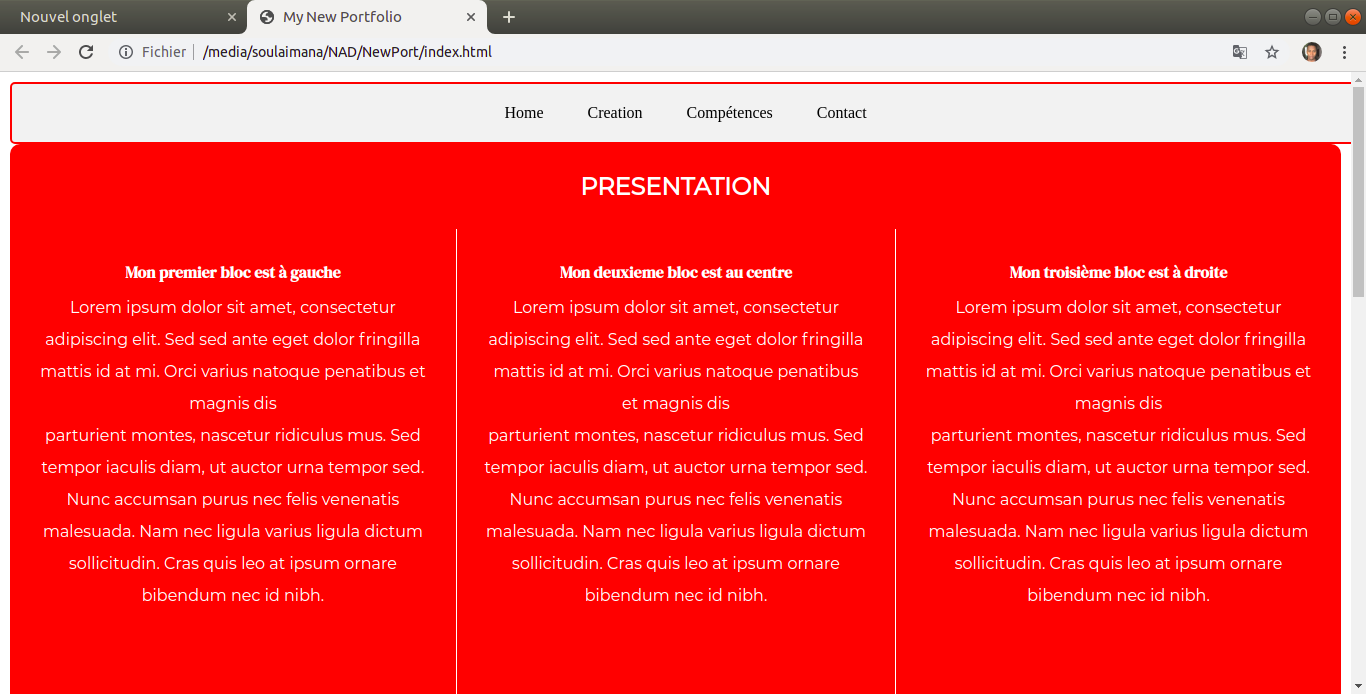 Nouvel onglet
My New Portfolio
Fichier
/media/soulaimana/NAD/NewPort/index.html
Home
Creation
Compétences
Contact
PRESENTATION
Mon premier bloc est à gauche
Lorem ipsum dolor sit amet, consectetur
adipiscing elit. Sed sed ante eget dolor fringilla
mattis id at mi. Orci varius natoque penatibus et
magnis dis
parturient montes, nascetur ridiculus mus. Sed
tempor iaculis diam, ut auctor urna tempor sed.
Nunc accumsan purus nec felis venenatis
malesuada. Nam nec ligula varius ligula dictum
sollicitudin. Cras quis leo at ipsum ornare
bibendum nec id nibh.
Mon deuxieme bloc est au centre
Lorem ipsum dolor sit amet, consectetur
adipiscing elit. Sed sed ante eget dolor fringilla
mattis id at mi. Orci varius natoque penatibus
et magnis dis
parturient montes, nascetur ridiculus mus. Sed
tempor iaculis diam, ut auctor urna tempor sed.
Nunc accumsan purus nec felis venenatis
malesuada. Nam nec ligula varius ligula dictum
sollicitudin. Cras quis leo at ipsum ornare
bibendum nec id nibh.
Mon troisième bloc est à droite
Lorem ipsum dolor sit amet, consectetur
adipiscing elit. Sed sed ante eget dolor fringilla
mattis id at mi. Orci varius natoque penatibus et
magnis dis
parturient montes, nascetur ridiculus mus. Sed
tempor iaculis diam, ut auctor urna tempor sed.
Nunc accumsan purus nec felis venenatis
malesuada. Nam nec ligula varius ligula dictum
sollicitudin. Cras quis leo at ipsum ornare
bibendum nec id nibh.